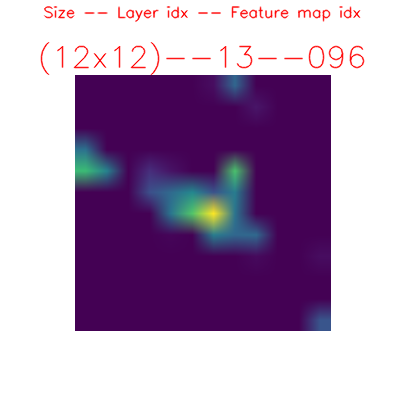 Size -- Layer idx -- Feature map idx
(12x12)--13--096